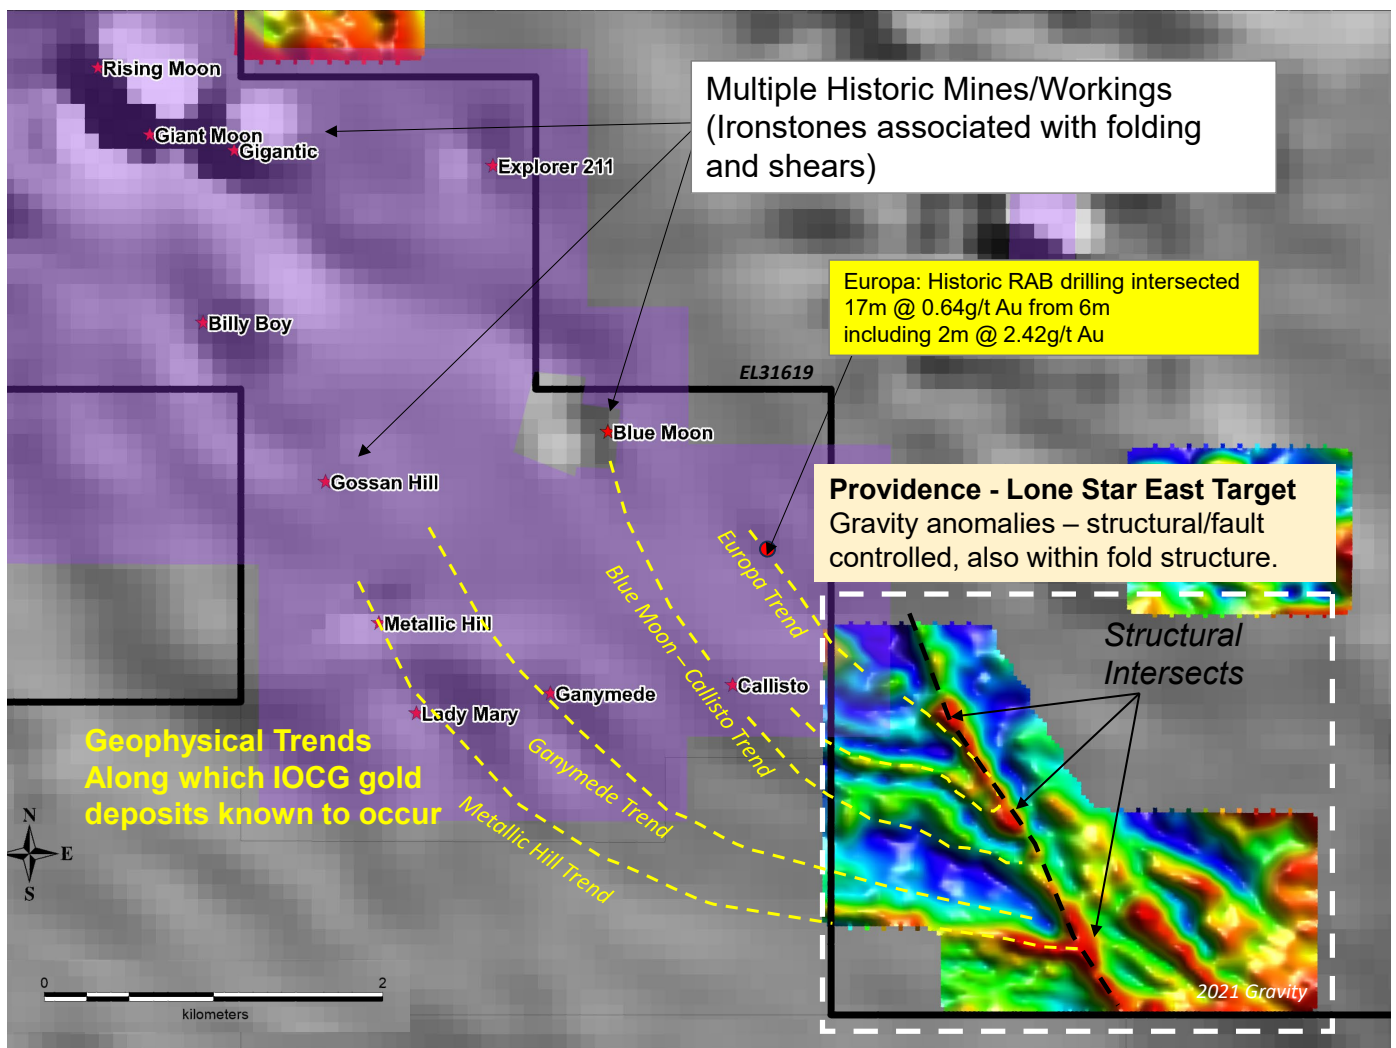 Rising Moon
Giant Moon
Gigantic
Explorer 211
Multiple Historic Mines/Workings
(Ironstones associated with folding
and shears)
Billy Boy
Europa: Historic RAB drilling intersected
17m @ 0.64g/t Au from 6m
including 2m @ 2.42g/t Au
EL31619
Blue Moon
Gossan Hill
Providence - Lone Star East Target
Gravity anomalies – structural/fault
controlled, also within fold structure.
Europa Trend
Blue Moon – Callisto Trend
Metallic Hill
Structural
Intersects
Callisto
Ganymede
Lady Mary
Ganymede Trend
Metallic Hill Trend
Geophysical Trends
Along which IOCG gold
deposits known to occur
N
E
S
0 2
kilometers
2021 Gravity